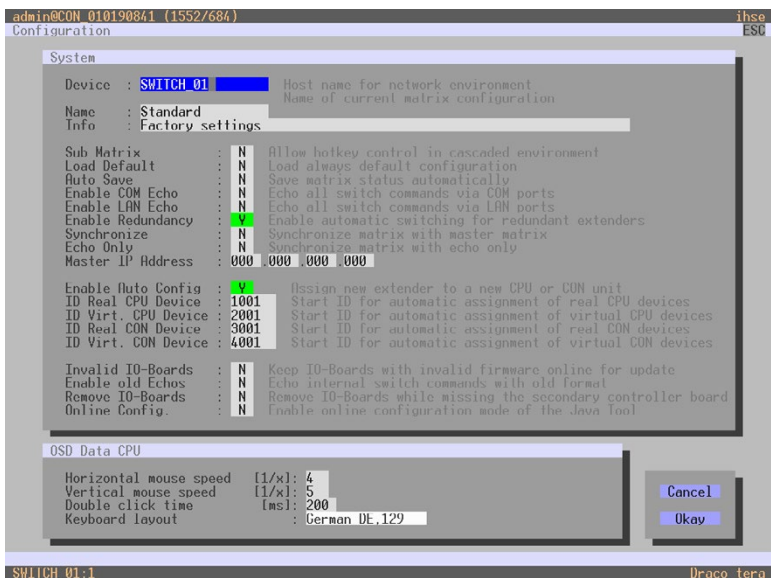 admin@CON_010190841 (1552/684) ihse
Configuration ESC
System
Device : SWITCH_01 Host name for network environment
Name of current matrix configuration
Name : Standard
Info : Factory settings
Sub Matrix : N Allow hotkey control in cascaded environment
Load Default : N Load always default configuration
Auto Save : N Save matrix status automatically
Enable COM Echo : N Echo all switch commands via COM ports
Enable LAN Echo : N Echo all switch commands via LAN ports
Enable Redundancy : Y Enable automatic switching for redundant extenders
Synchronize : N Synchronize matrix with master matrix
Echo Only : N Synchronize matrix with echo only
Master IP Address : 000 .000 .000 .000
Enable Auto Config : Y Assign new extender to a new CPU or CON unit
ID Real CPU Device : 1001 Start ID for automatic assignment of real CPU devices
ID Virt. CPU Device : 2001 Start ID for automatic assignment of virtual CPU devices
ID Real CON Device : 3001 Start ID for automatic assignment of real CON devices
ID Virt. CON Device : 4001 Start ID for automatic assignment of virtual CON devices
Invalid IO-Boards : N Keep IO-Boards with invalid firmware online for update
Enable old Echos : N Echo internal switch commands with old format
Remove IO-Boards : N Remove IO-Boards while missing the secondary controller board
Online Config. : N Enable online configuration mode of the Java Tool
OSD Data CPU
Horizontal mouse speed [1/x]: 4
Vertical mouse speed [1/x]: 5
Double click time [ms]: 200
Keyboard layout : German DE,129
Cancel
Okay
SWITCH_01:1 Draco tera